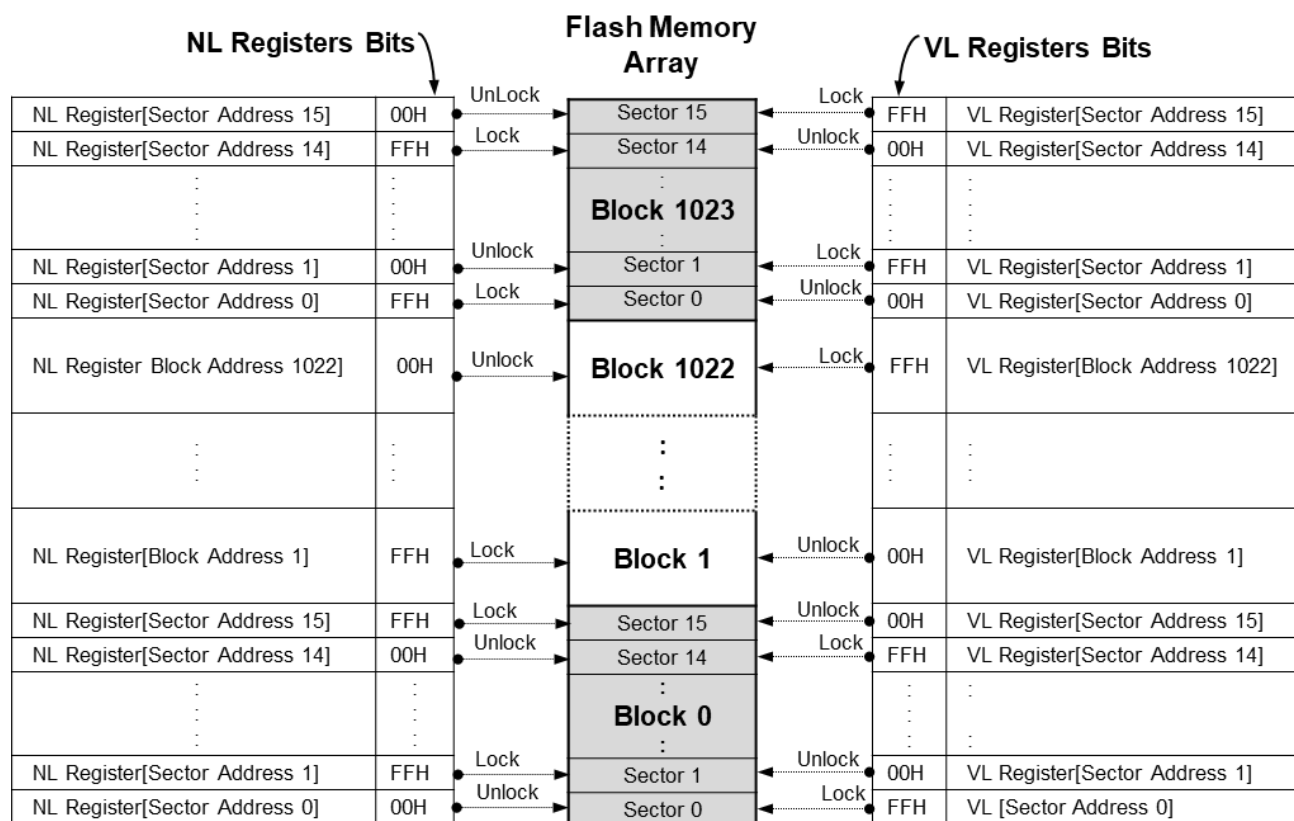 NL Registers Bits
Flash Memory
Array
VL Registers Bits
NL Register[Sector Address 15] 00H UnLock Sector 15 Lock FFH VL Register[Sector Address 15]
NL Register[Sector Address 14] FFH Lock Sector 14 Unlock 00H VL Register[Sector Address 14]
Block 1023
NL Register[Sector Address 1] 00H Unlock Sector 1 Lock FFH VL Register[Sector Address 1]
NL Register[Sector Address 0] FFH Lock Sector 0 Unlock 00H VL Register[Sector Address 0]
NL Register Block Address 1022] 00H Unlock Block 1022 Lock FFH VL Register[Block Address 1022]
NL Register[Block Address 1] FFH Lock Block 1 Unlock 00H VL Register[Block Address 1]
NL Register[Sector Address 15] FFH Lock Sector 15 Unlock 00H VL Register[Sector Address 15]
NL Register[Sector Address 14] 00H Unlock Sector 14 Lock FFH VL Register[Sector Address 14]
Block 0
NL Register[Sector Address 1] FFH Lock Sector 1 Unlock 00H VL Register[Sector Address 1]
NL Register[Sector Address 0] 00H Unlock Sector 0 Lock FFH VL [Sector Address 0]